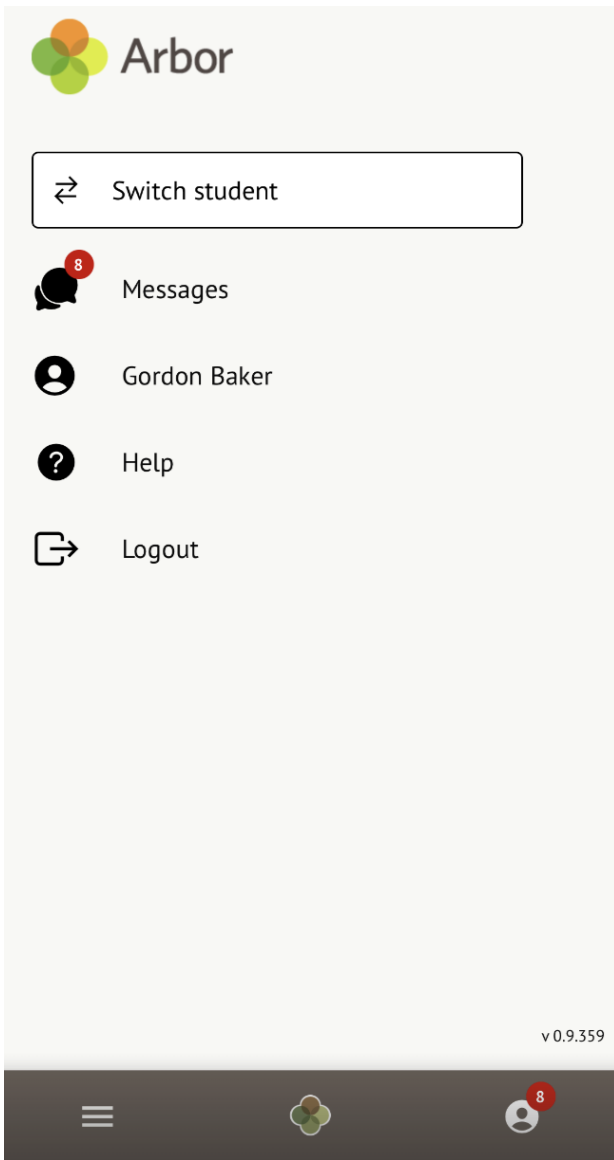 Arbor
Switch student
8
Messages
Gordon Baker
?
Help
Logout
v 0.9.359
8